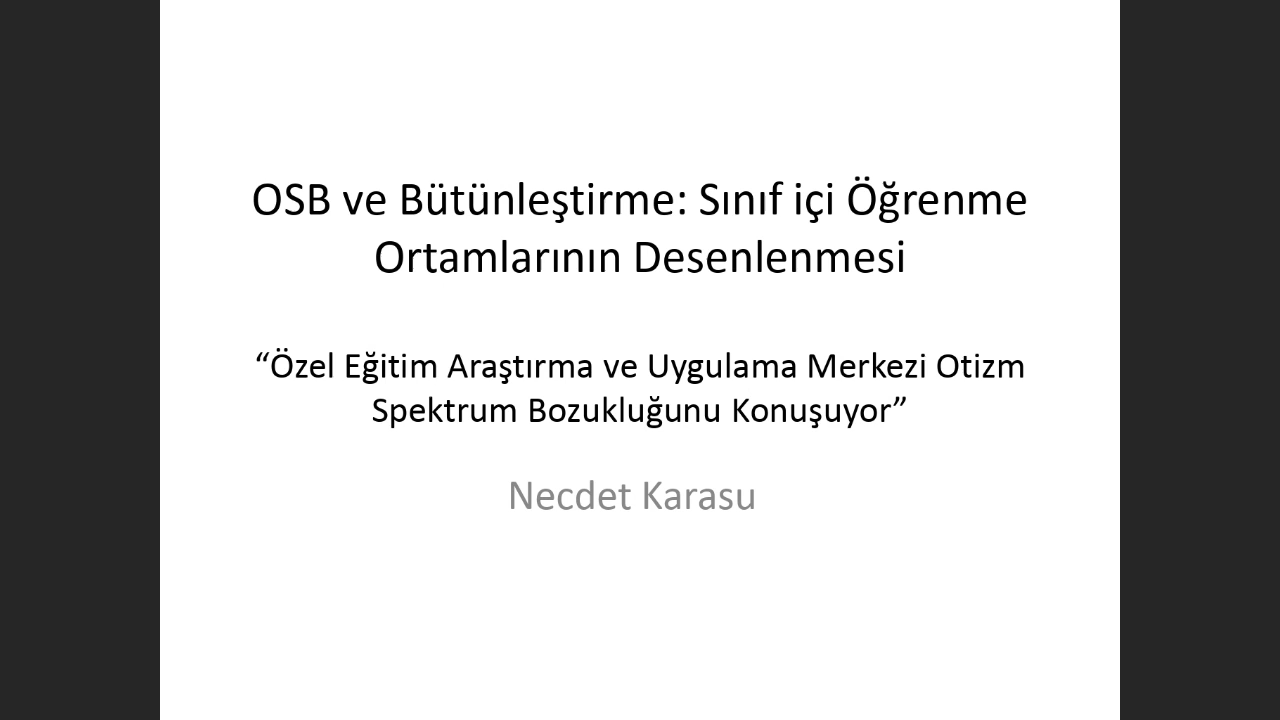 OSB ve Bütünleştirme: Sınıf içi Öğrenme
Ortamlarının Desenlenmesi
“Özel Eğitim Araştırma ve Uygulama Merkezi Otizm
Spektrum Bozukluğunu Konuşuyor”
Necdet Karasu